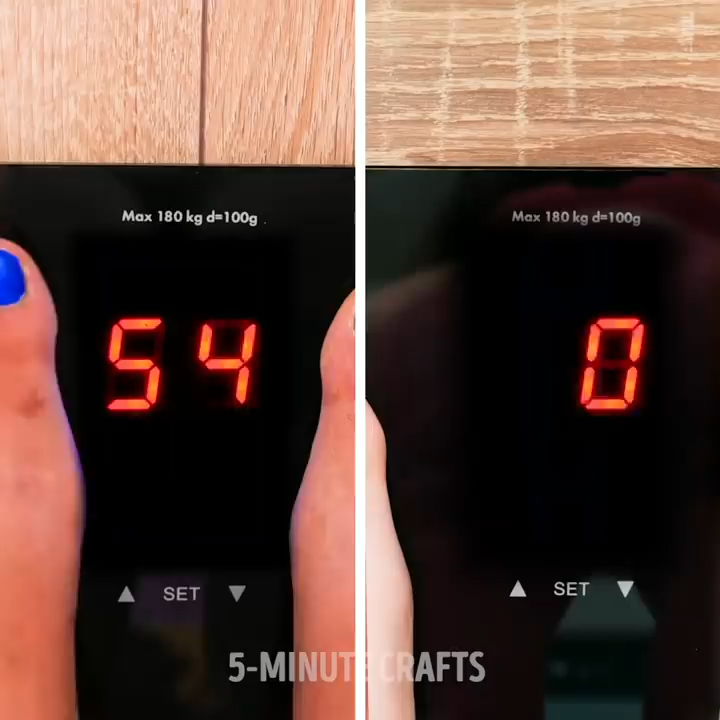 Max 180 kg d=100g
54
▲ SET ▼
Max 180 kg d=100g
0
▲ SET ▼
5-MINUTE CRAFTS